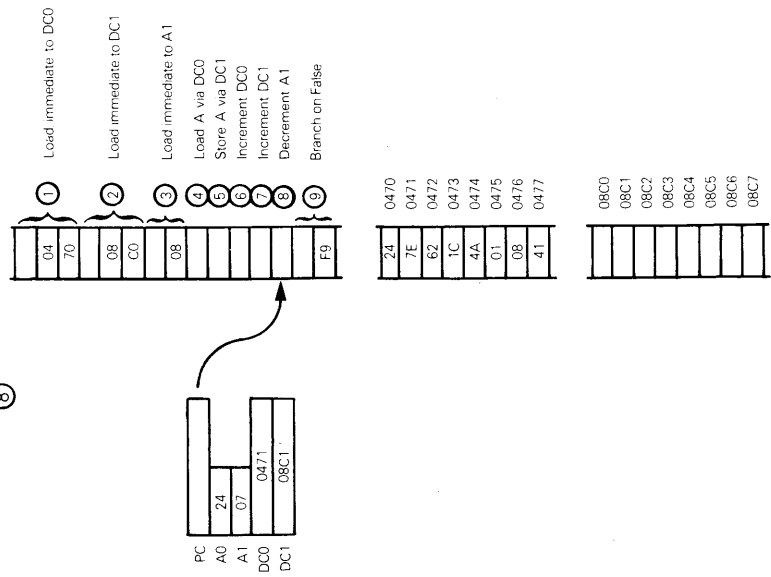 8
1 Load immediate to DC0
04
70
2 Load immediate to DC1
08
C0
3 Load immediate to A1
08
4 Load A via DC0
5 Store A via DC1
6 Increment DC0
7 Increment DC1
8 Decrement A1
9 Branch on False
F9
PC
A0 24
A1 07
DC0 0471
DC1 08C1
24 0470
7E 0471
62 0472
1C 0473
4A 0474
01 0475
08 0476
41 0477
08C0
08C1
08C2
08C3
08C4
08C5
08C6
08C7